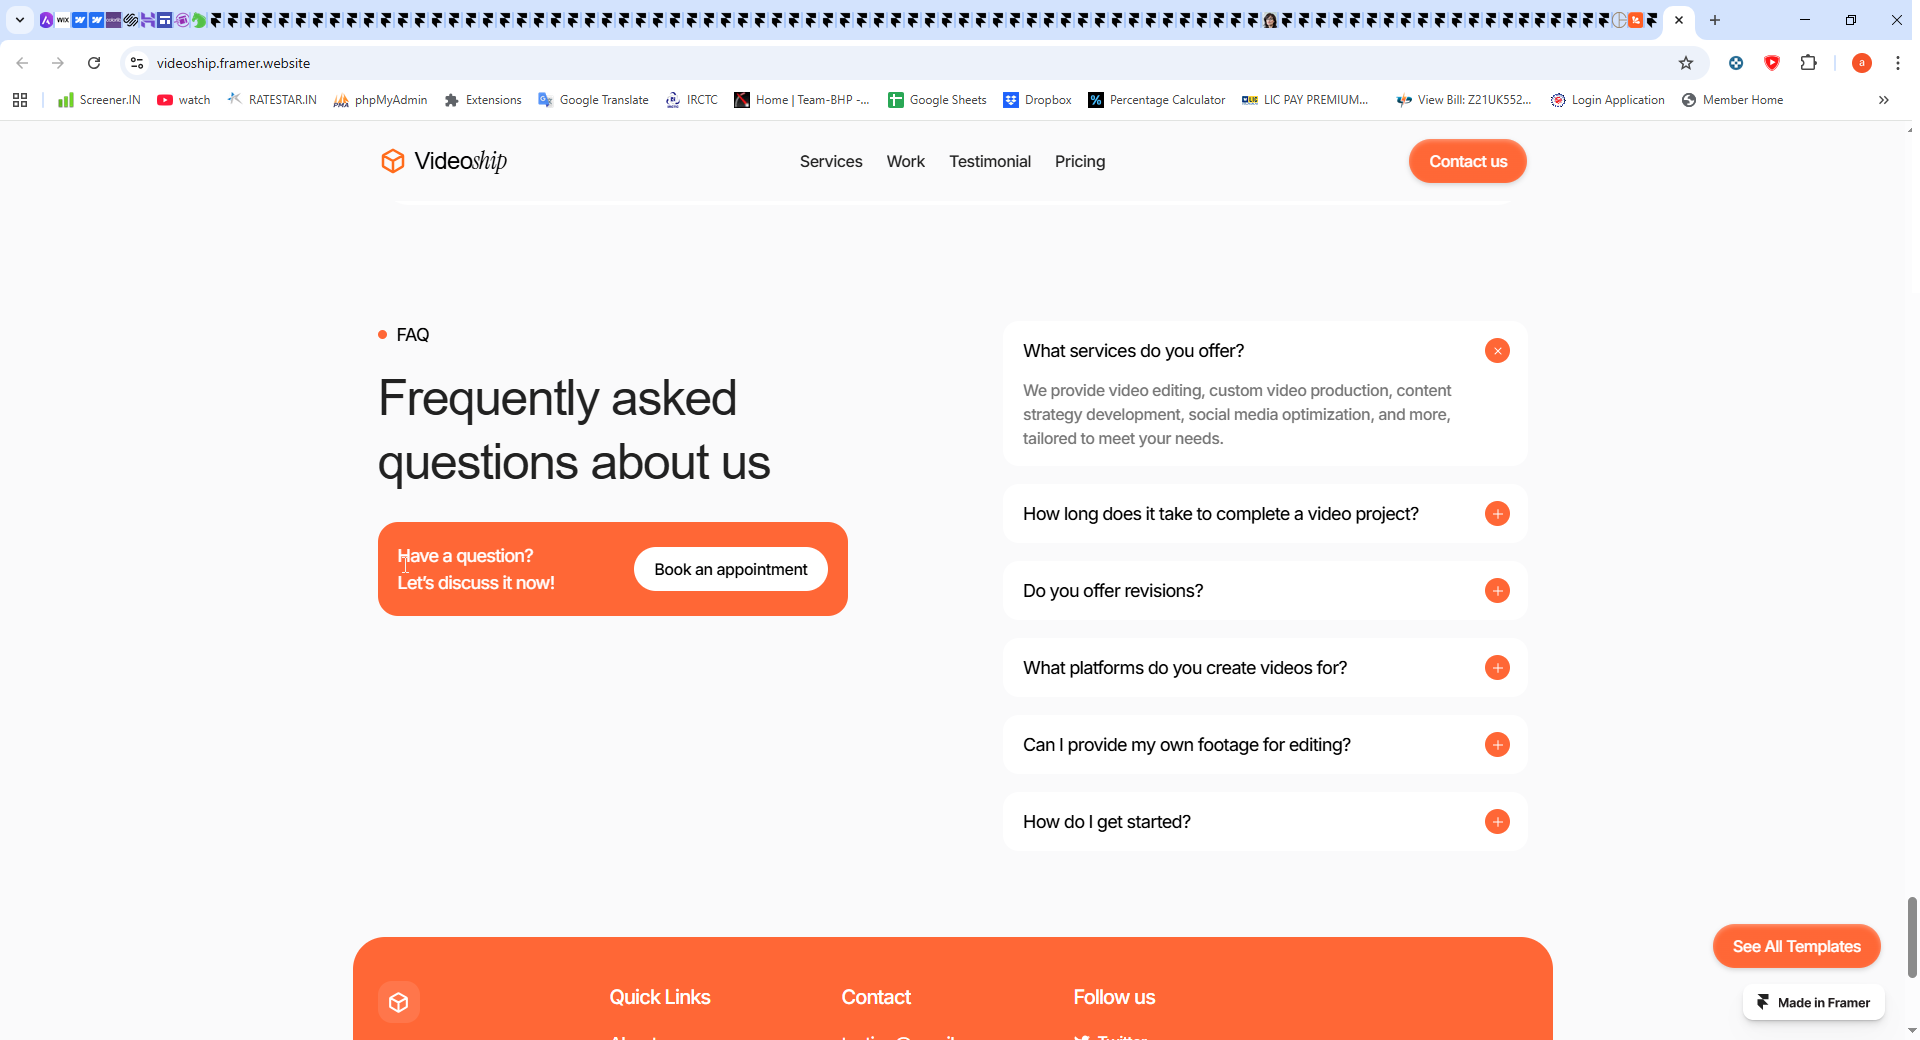 WIX
videoship.framer.website
a
Screener.IN
watch
RATESTAR.IN
phpMyAdmin
Extensions
Google Translate
IRCTC
Home | Team-BHP -...
Google Sheets
Dropbox
Percentage Calculator
LIC PAY PREMIUM...
View Bill: Z21UK552...
Login Application
Member Home
Videoship
Services
Work
Testimonial
Pricing
Contact us
FAQ
Frequently asked
questions about us
Have a question?
Let's discuss it now!
Book an appointment
What services do you offer?
We provide video editing, custom video production, content
strategy development, social media optimization, and more,
tailored to meet your needs.
How long does it take to complete a video project?
Do you offer revisions?
What platforms do you create videos for?
Can I provide my own footage for editing?
How do I get started?
See All Templates
Made in Framer
Quick Links
Contact
Follow us